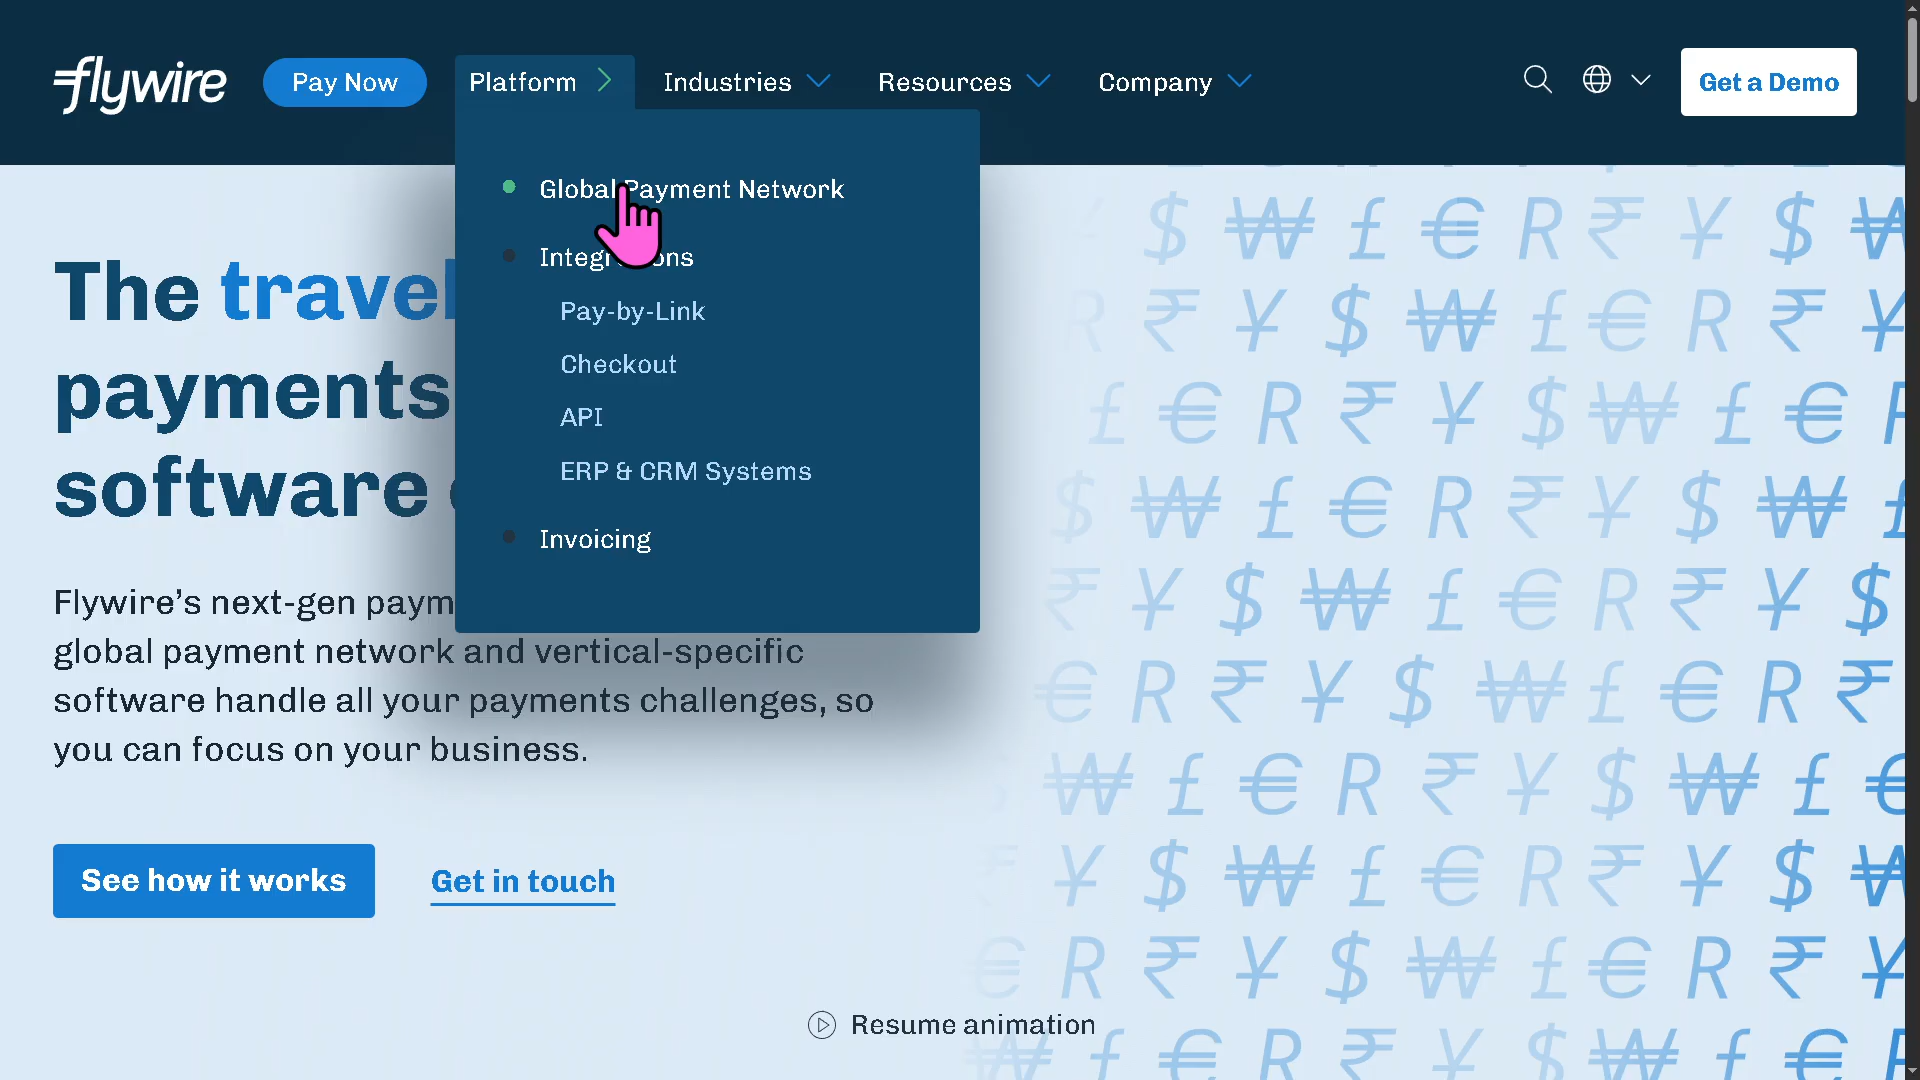 flywire
Pay Now
Platform
Industries
Resources
Company
Get a Demo
Global Payment Network
Integrations
Pay-by-Link
Checkout
API
ERP & CRM Systems
Invoicing
The travel
payments
software
Flywire's next-gen paym
global payment network and vertical-specific
software handle all your payments challenges, so
you can focus on your business.
See how it works
Get in touch
Resume animation
$ ₩ £ € R ₹ ¥ $ ₩
R ₹ ¥ $ ₩ £ € R ₹ ¥
£ € R ₹ ¥ $ ₩ £ € R
$ ₩ £ € R ₹ ¥ $ ₩ £
₹ ¥ $ ₩ £ € R ₹ ¥ $
€ R ₹ ¥ $ ₩ £ € R ₹
₩ £ € R ₹ ¥ $ ₩ £ €
₹ ¥ $ ₩ £ € R ₹ ¥ $ ₩
€ R ₹ ¥ $ ₩ £ € R ₹ ¥
₩ £ € R ₹ ¥ $ ₩ £ € R